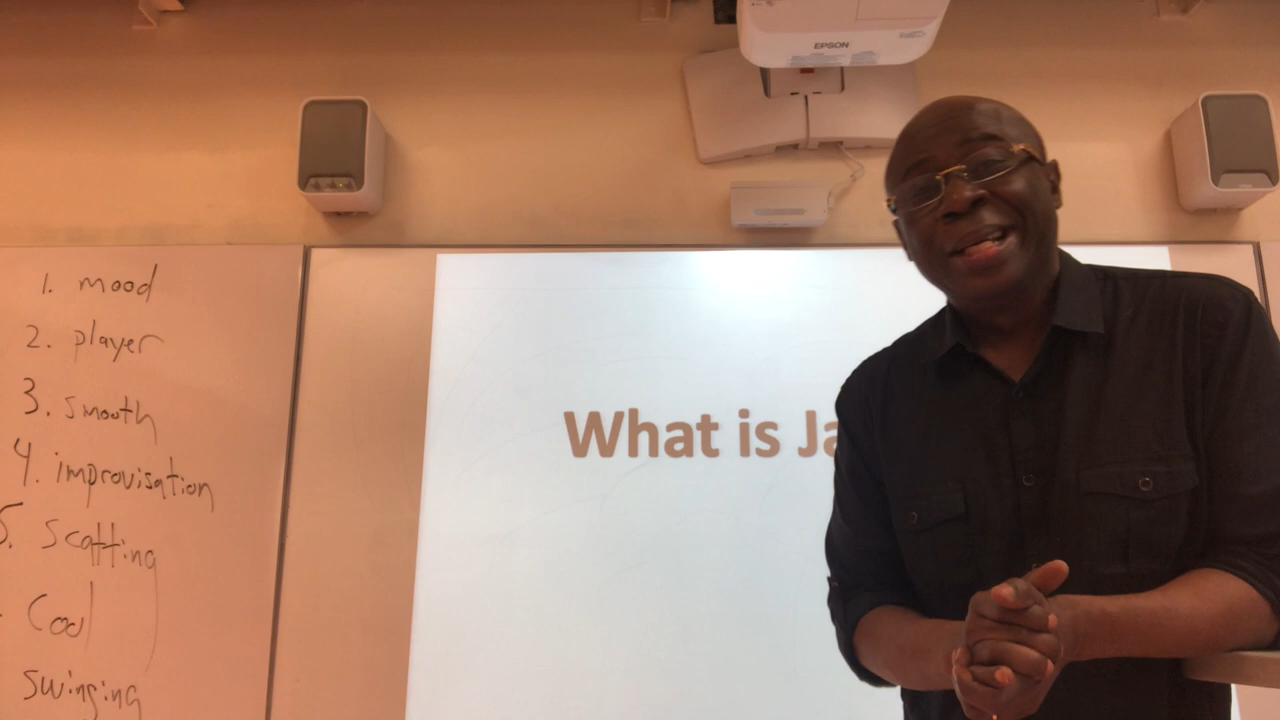 EPSON
1. mood
2. player
3. smooth
4. improvisation
5. Scatting
Cool
swinging
What is Ja